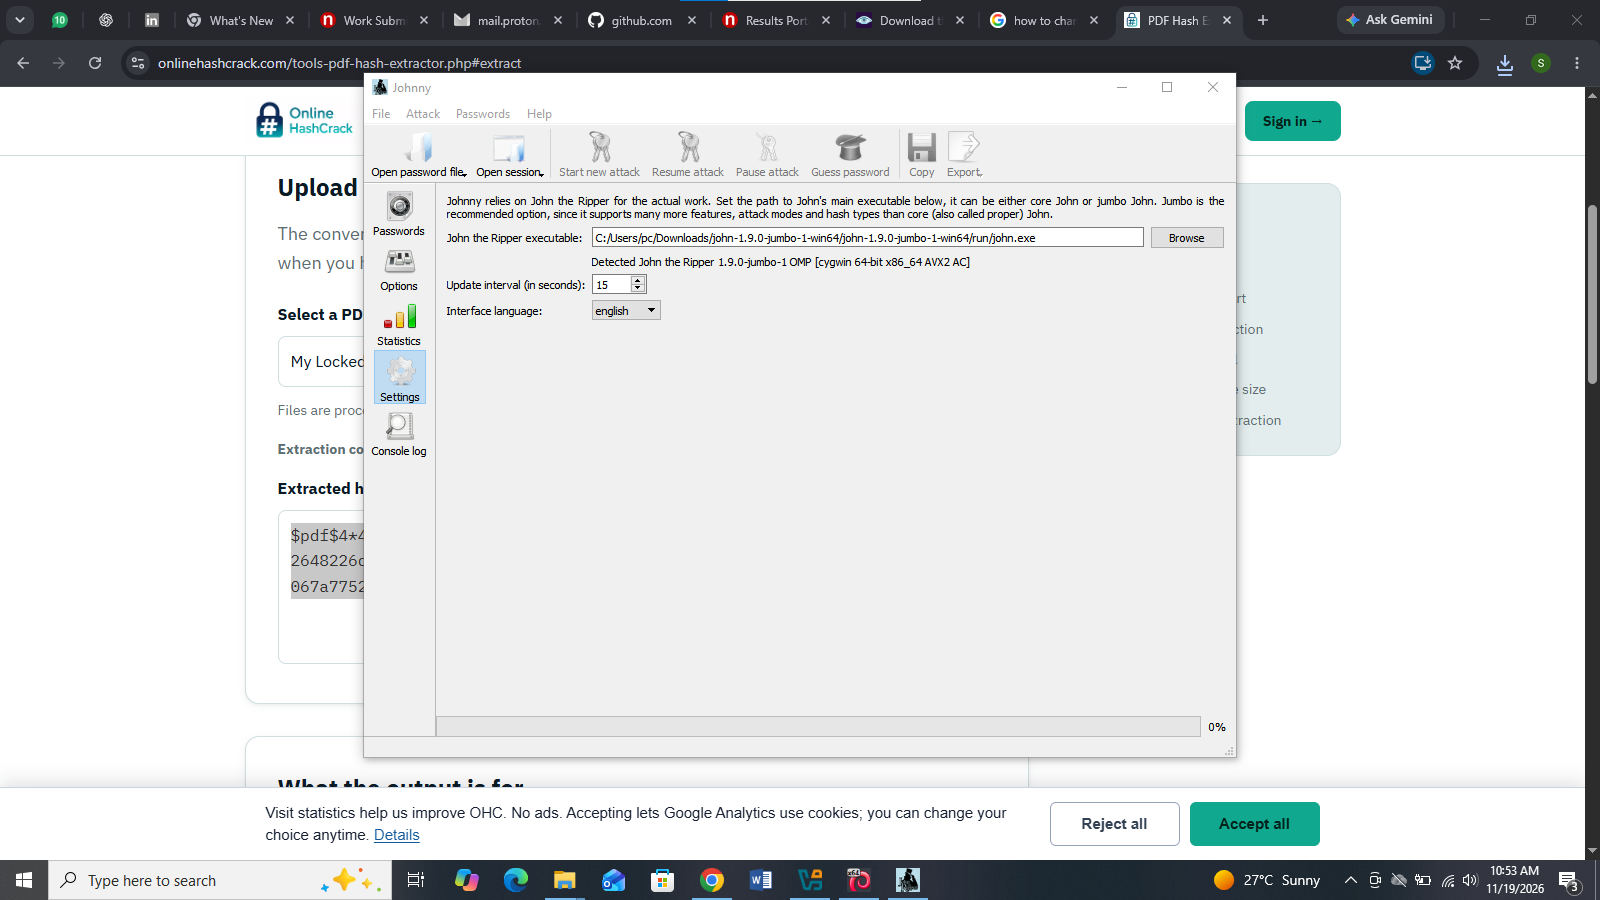 What's New
Work Subm
mail.proton.
github.com
Results Port
Download t
how to chan
PDF Hash E
Ask Gemini
onlinehashcrack.com/tools-pdf-hash-extractor.php#extract
S
10
Online
HashCrack
Sign in →
Upload
The conver
when you h
Select a PD
My Locked
Files are proce
Extraction co
Extracted h
$pdf$4*4
2648226c
067a7752
rt
ction
e size
traction
Johnny
File Attack Passwords Help
Open password file Open session Start new attack Resume attack Pause attack Guess password Copy Export
Passwords
Options
Statistics
Settings
Console log
Johnny relies on John the Ripper for the actual work. Set the path to John's main executable below, it can be either core John or jumbo John. Jumbo is the
recommended option, since it supports many more features, attack modes and hash types than core (also called proper) John.
John the Ripper executable: C:/Users/pc/Downloads/john-1.9.0-jumbo-1-win64/john-1.9.0-jumbo-1-win64/run/john.exe Browse
Detected John the Ripper 1.9.0-jumbo-1 OMP [cygwin 64-bit x86_64 AVX2 AC]
Update interval (in seconds): 15
Interface language: english
0%
What the output is for
Visit statistics help us improve OHC. No ads. Accepting lets Google Analytics use cookies; you can change your
choice anytime. Details
Reject all
Accept all
Type here to search
27°C Sunny
10:53 AM
11/19/2026
3